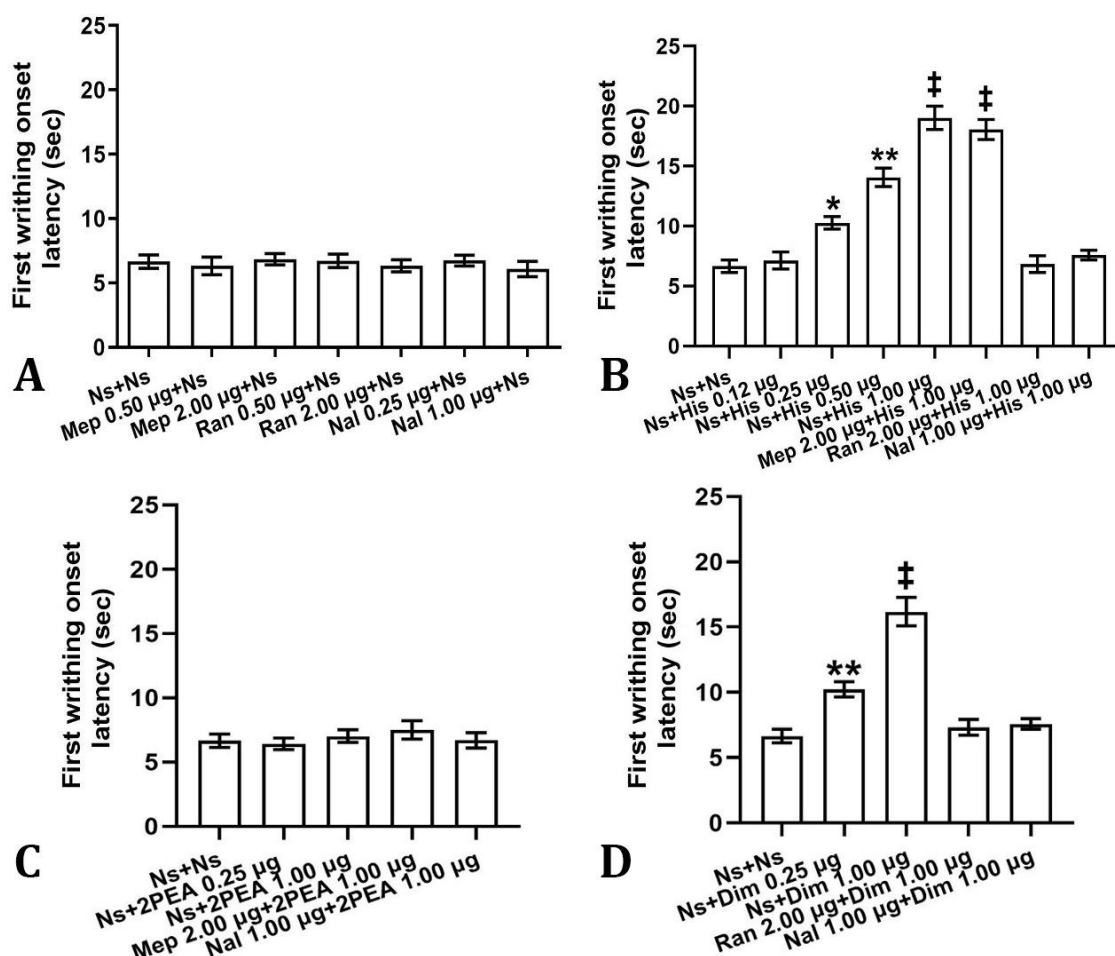 First writhing onset
latency (sec)
25
20
15
10
5
0
A
Ns+Ns
Mep 0.50 µg+Ns
Mep 2.00 µg+Ns
Ran 0.50 µg+Ns
Ran 2.00 µg+Ns
Nal 0.25 µg+Ns
Nal 1.00 µg+Ns
First writhing onset
latency (sec)
25
20
15
10
5
0
*
**
‡
‡
B
Ns+Ns
Ns+His 0.12 µg
Ns+His 0.25 µg
Ns+His 0.50 µg
Ns+His 1.00 µg
Mep 2.00 µg+His 1.00 µg
Ran 2.00 µg+His 1.00 µg
Nal 1.00 µg+His 1.00 µg
First writhing onset
latency (sec)
25
20
15
10
5
0
C
Ns+Ns
Ns+2PEA 0.25 µg
Ns+2PEA 1.00 µg
Mep 2.00 µg+2PEA 1.00 µg
Nal 1.00 µg+2PEA 1.00 µg
First writhing onset
latency (sec)
25
20
15
10
5
0
**
‡
D
Ns+Ns
Ns+Dim 0.25 µg
Ns+Dim 1.00 µg
Ran 2.00 µg+Dim 1.00 µg
Nal 1.00 µg+Dim 1.00 µg